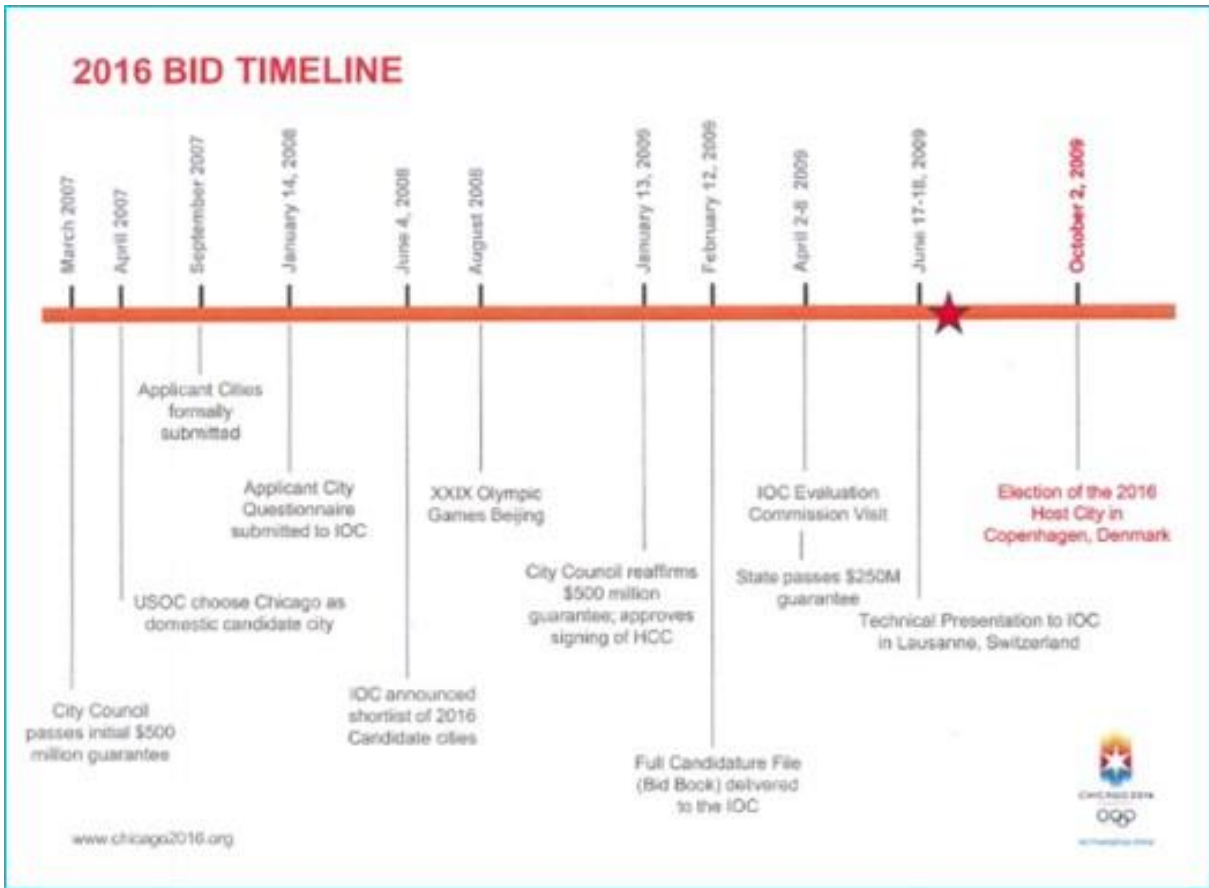 2016 BID TIMELINE
March 2007
April 2007
September 2007
January 14, 2008
June 4, 2008
August 2008
January 13, 2009
February 12, 2009
April 2-8 2009
June 17-18, 2009
October 2, 2009
Applicant Cities
formally
submitted
Applicant City
Questionnaire
submitted to IOC
XXIX Olympic
Games Beijing
IOC Evaluation
Commission Visit
Election of the 2016
Host City in
Copenhagen, Denmark
City Council reaffirms
$500 million
guarantee; approves
signing of HCC
State passes $250M
guarantee
USOC choose Chicago as
domestic candidate city
Technical Presentation to IOC
in Lausanne, Switzerland
IOC announced
shortlist of 2016
Candidate cities
City Council
passes initial $500
million guarantee
Full Candidature File
(Bid Book) delivered
to the IOC
CHICAGO 2016
www.chicago2016.org